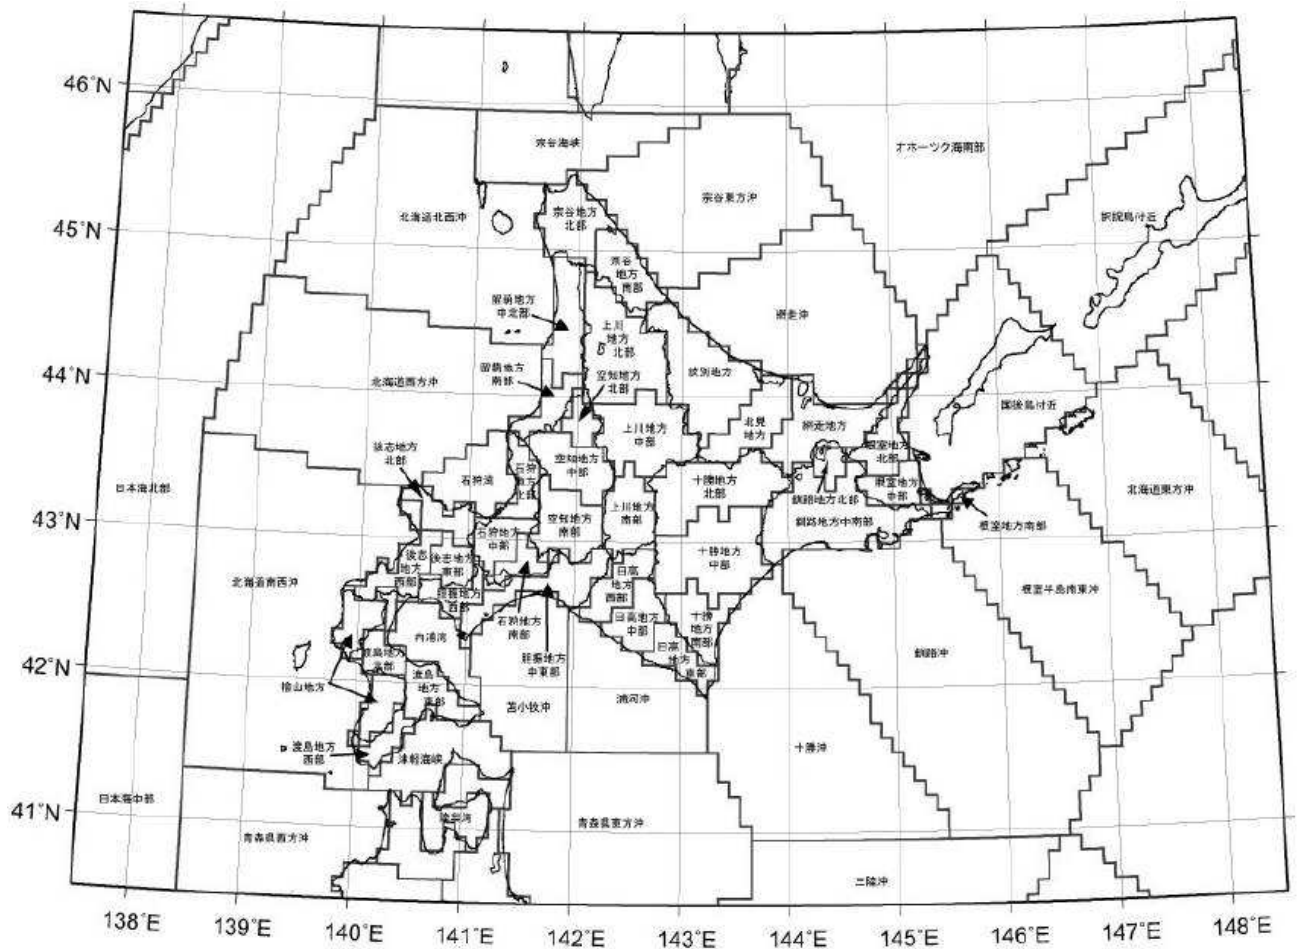 46°N
宗谷海峡
オホーツク海南部
宗谷東方沖
北海道北西沖
宗谷地方
北部
択捉島付近
45°N
宗谷
地方
南部
留萌地方
中北部
網走沖
上川
地方
北部
留萌地方
南部
空知地方
北部
紋別地方
44°N
北海道西方沖
国後島付近
上川地方
中部
北見
地方
網走地方
後志地方
北部
根室地方
北部
日本海北部
石狩湾
石狩
地方
北部
空知地方
中部
十勝地方
北部
釧路地方北部
根室地方
中部
北海道東方沖
43°N
石狩地方
中部
空知地方
南部
上川地方
南部
釧路地方中南部
根室地方南部
後志
地方
西部
後志地方
南部
十勝地方
中部
北海道南西沖
胆振地方
西部
日高
地方
西部
根室半島南東沖
内浦湾
石狩地方
南部
日高地方
中部
十勝
地方
南部
42°N
渡島地方
北部
胆振地方
中東部
日高
地方
東部
釧路沖
檜山地方
渡島
地方
東部
苫小牧沖
浦河沖
渡島地方
西部
津軽海峡
十勝沖
41°N
日本海中部
青森県西方沖
陸奥湾
青森県東方沖
三陸沖
138°E
139°E
140°E
141°E
142°E
143°E
144°E
145°E
146°E
147°E
148°E